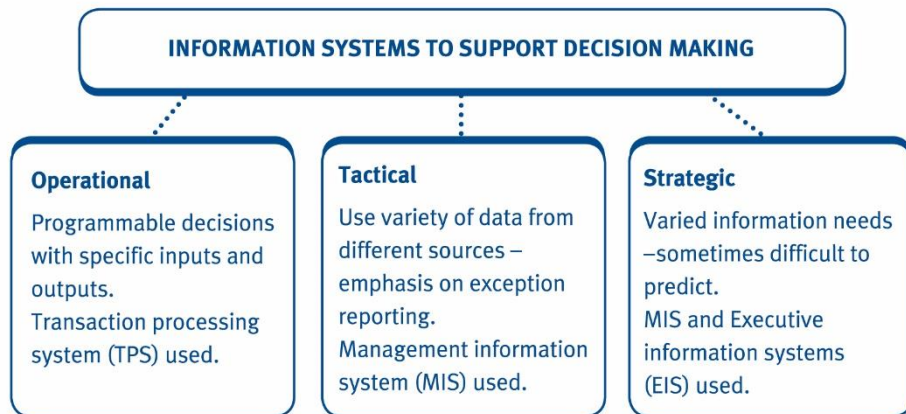 INFORMATION SYSTEMS TO SUPPORT DECISION MAKING
Operational
Programmable decisions
with specific inputs and
outputs.
Transaction processing
system (TPS) used.
Tactical
Use variety of data from
different sources –
emphasis on exception
reporting.
Management information
system (MIS) used.
Strategic
Varied information needs
–sometimes difficult to
predict.
MIS and Executive
information systems
(EIS) used.